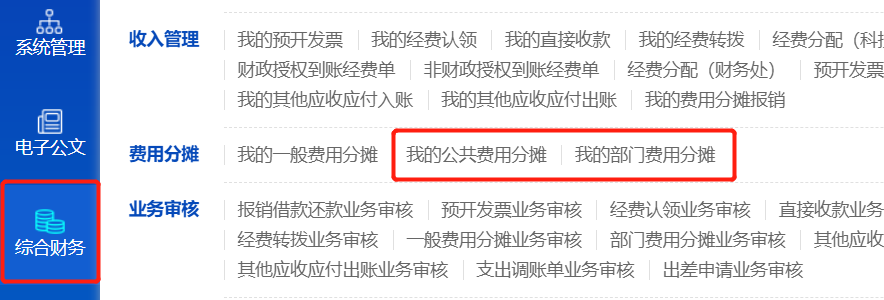 系统管理
电子公文
综合财务
收入管理 我的预开发票 我的经费认领 我的直接收款 我的经费转拨 经费分配（科技
财政授权到账经费单 非财政授权到账经费单 经费分配（财务处） 预开发票
我的其他应收应付入账 我的其他应收应付出账 我的费用分摊报销
费用分摊 我的一般费用分摊 我的公共费用分摊 我的部门费用分摊
业务审核 报销借款还款业务审核 预开发票业务审核 经费认领业务审核 直接收款业务
经费转拨业务审核 一般费用分摊业务审核 部门费用分摊业务审核 其他应收
其他应收应付出账业务审核 支出调账单业务审核 出差申请业务审核